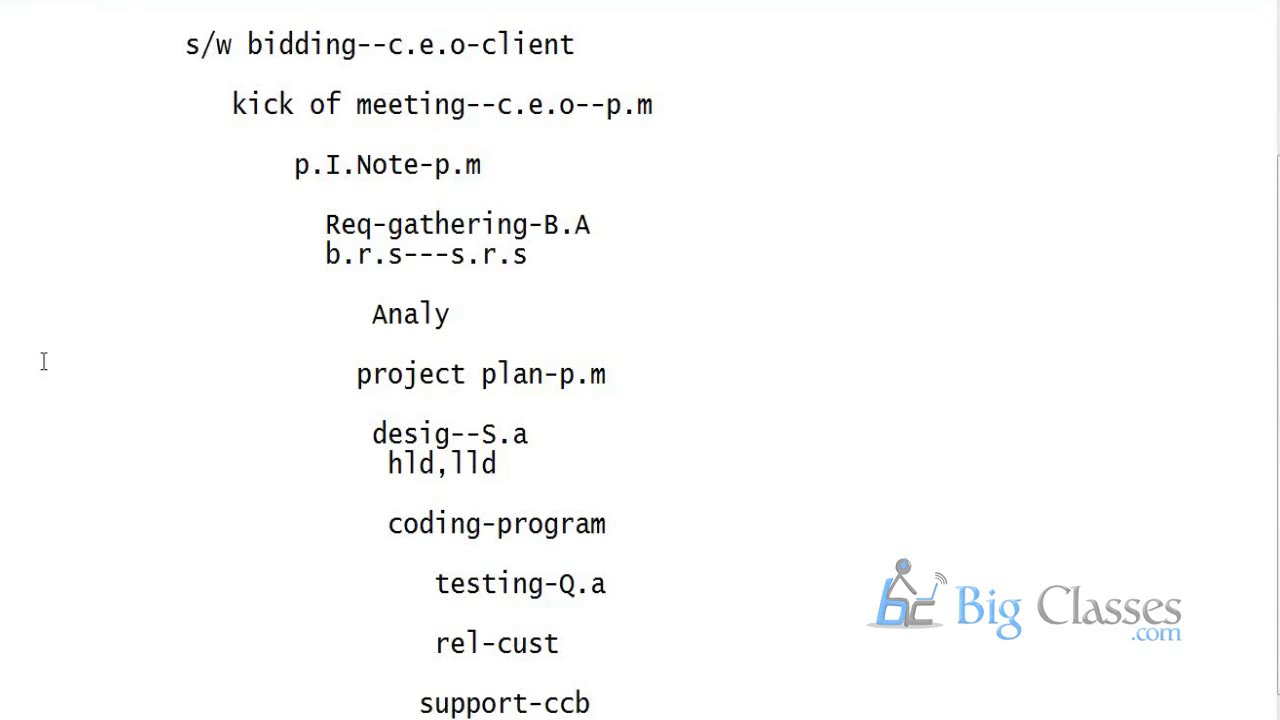 s/w bidding--c.e.o-client
kick of meeting--c.e.o--p.m
p.I.Note-p.m
Req-gathering-B.A
b.r.s---s.r.s
Analy
project plan-p.m
desig--S.a
hld,lld
coding-program
testing-Q.a
rel-cust
support-ccb
bc Big Classes
.com